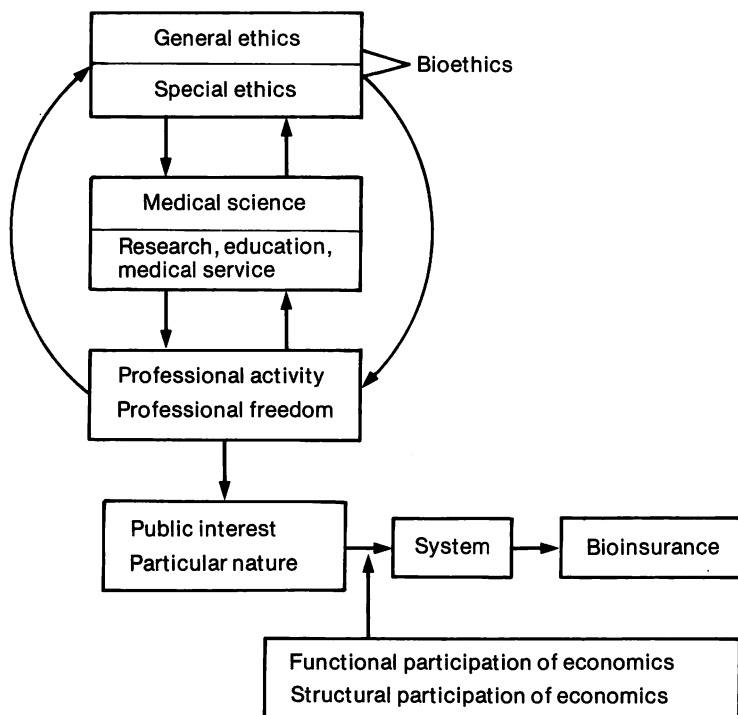 General ethics
Bioethics
Special ethics
Medical science
Research, education,
medical service
Professional activity
Professional freedom
Public interest
Particular nature
System
Bioinsurance
Functional participation of economics
Structural participation of economics